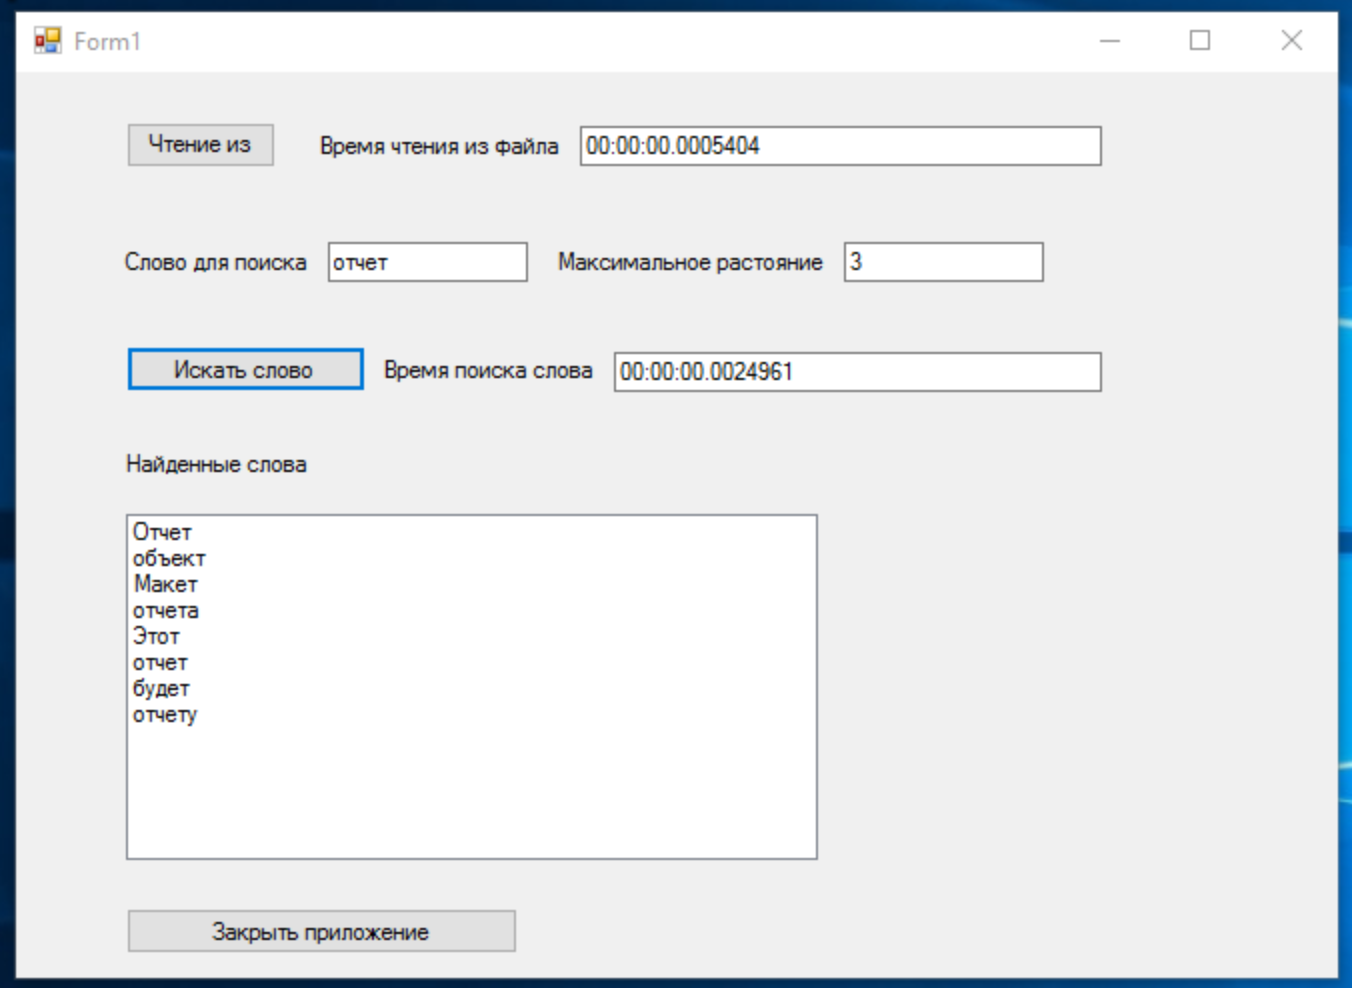 Form1
Чтение из Время чтения из файла 00:00:00.0005404
Слово для поиска отчет Максимальное растояние 3
Искать слово Время поиска слова 00:00:00.0024961
Найденные слова
Отчет
объект
Макет
отчета
Этот
отчет
будет
отчету
Закрыть приложение